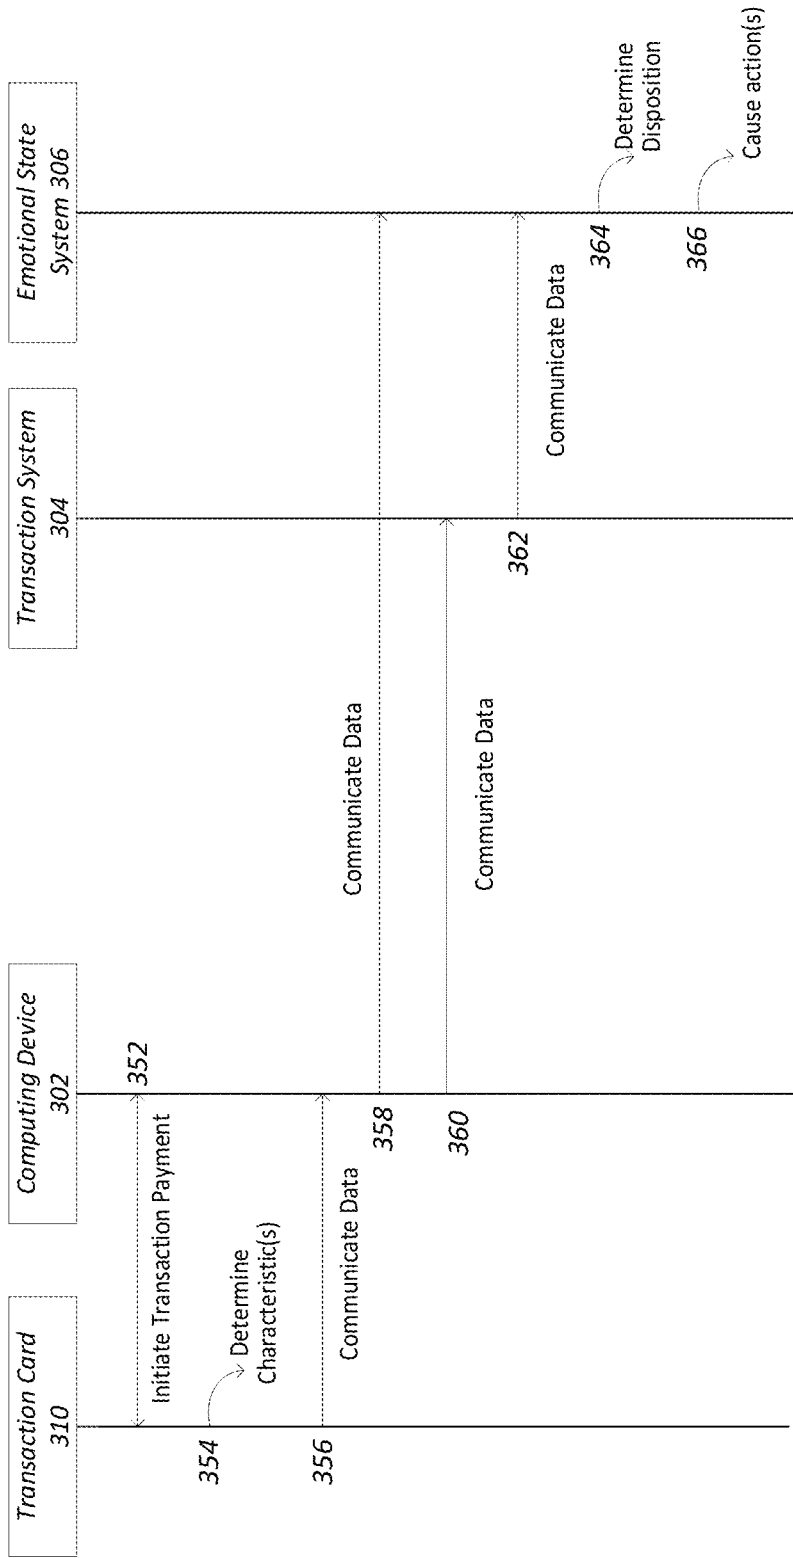 Transaction Card
310
Computing Device
302
Transaction System
304
Emotional State
System 306
352
Initiate Transaction Payment
354
Determine
Characteristic(s)
356
Communicate Data
358
Communicate Data
360
Communicate Data
362
Communicate Data
364
Determine
Disposition
366
Cause action(s)